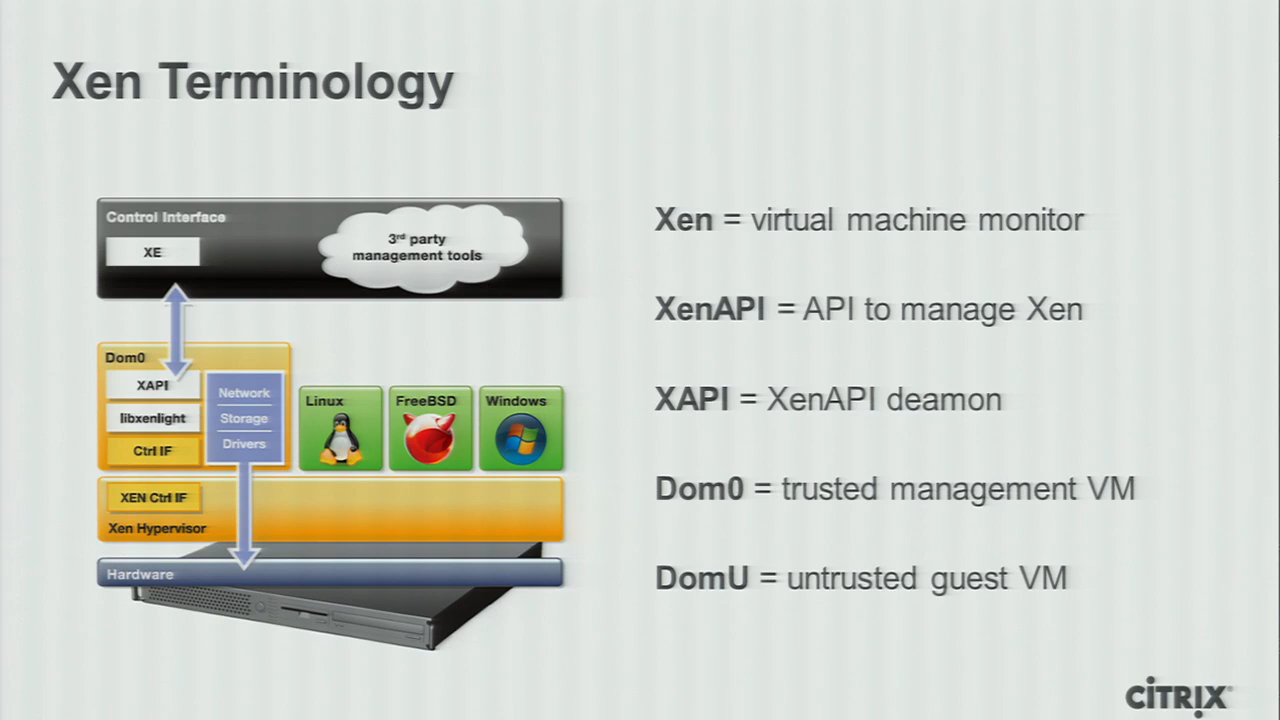 Xen Terminology
Control Interface
XE
3rd party
management tools
Dom0
XAPI
libxenlight
Ctrl IF
Network
Storage
Drivers
Linux
FreeBSD
Windows
XEN Ctrl IF
Xen Hypervisor
Hardware
Xen = virtual machine monitor
XenAPI = API to manage Xen
XAPI = XenAPI deamon
Dom0 = trusted management VM
DomU = untrusted guest VM
CITRIX